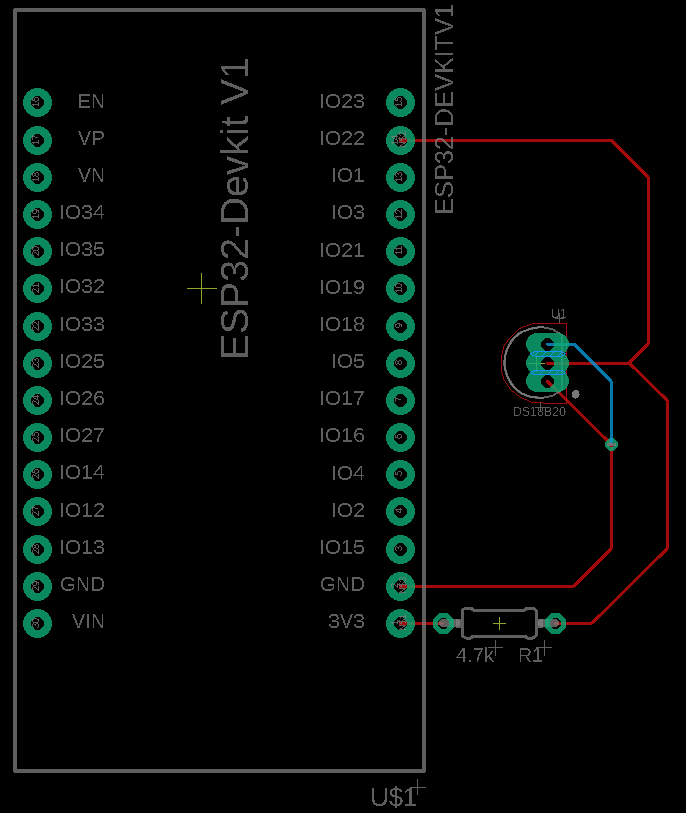 ESP32-DEVKITV1
ESP32-Devkit V1
EN
VP
VN
IO34
IO35
IO32
IO33
IO25
IO26
IO27
IO14
IO12
IO13
GND
VIN
IO23
IO22
IO1
IO3
IO21
IO19
IO18
IO5
IO17
IO16
IO4
IO2
IO15
GND
3V3
U1
DS18B20
4.7k
R1
U$1